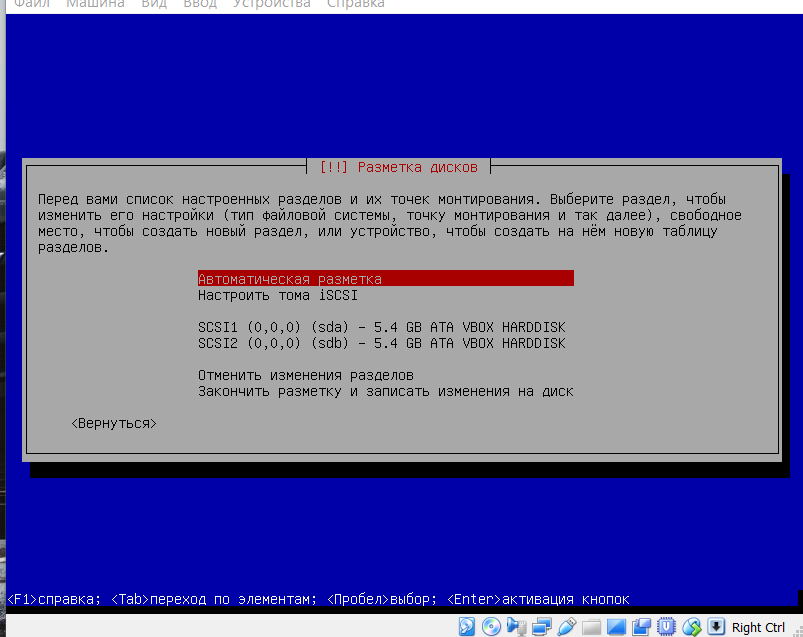 Файл Машина Вид Ввод Устройства Справка
[!!] Разметка дисков
Перед вами список настроенных разделов и их точек монтирования. Выберите раздел, чтобы
изменить его настройки (тип файловой системы, точку монтирования и так далее), свободное
место, чтобы создать новый раздел, или устройство, чтобы создать на нём новую таблицу
разделов.
Автоматическая разметка
Настроить тома iSCSI
SCSI1 (0,0,0) (sda) - 5.4 GB ATA VBOX HARDDISK
SCSI2 (0,0,0) (sdb) - 5.4 GB ATA VBOX HARDDISK
Отменить изменения разделов
Закончить разметку и записать изменения на диск
<Вернуться>
<F1>справка; <Tab>переход по элементам; <Пробел>выбор; <Enter>активация кнопок
Right Ctrl